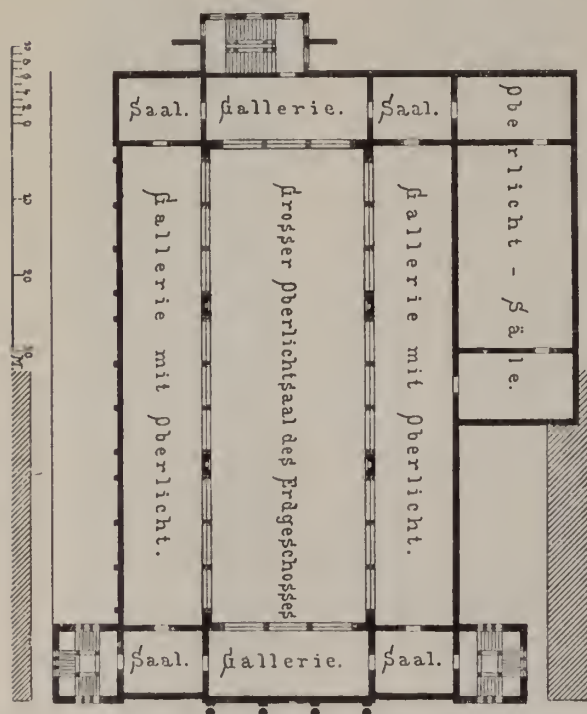 Saal.
Gallerie.
Saal.
Oberlicht-Säle.
Gallerie mit Oberlicht.
Grosser Oberlichtsaal des Erdgeschosses
Gallerie mit Oberlicht.
10
20
30
M.
Saal.
Gallerie.
Saal.